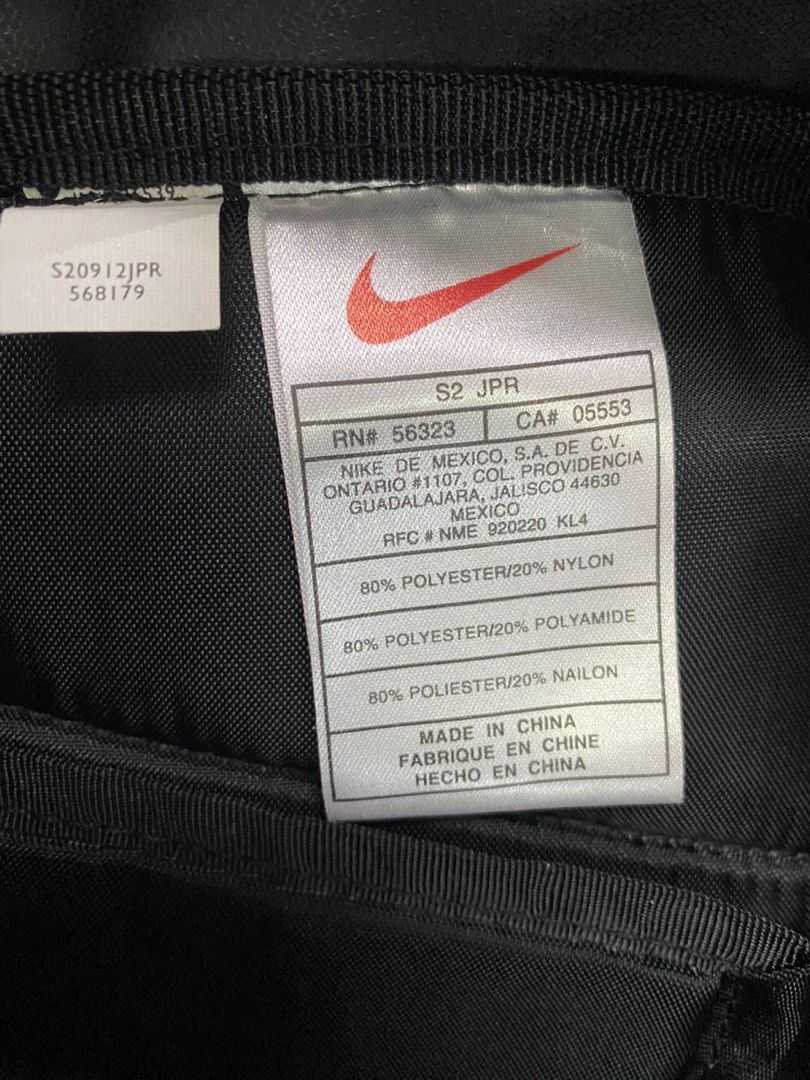 S20912JPR
568179
S2 JPR
RN# 56323
CA# 05553
NIKE DE MEXICO, S.A. DE C.V.
ONTARIO #1107, COL. PROVIDENCIA
GUADALAJARA, JALISCO 44630
MEXICO
RFC # NME 920220 KL4
80% POLYESTER/20% NYLON
80% POLYESTER/20% POLYAMIDE
80% POLIESTER/20% NAILON
MADE IN CHINA
FABRIQUE EN CHINE
HECHO EN CHINA